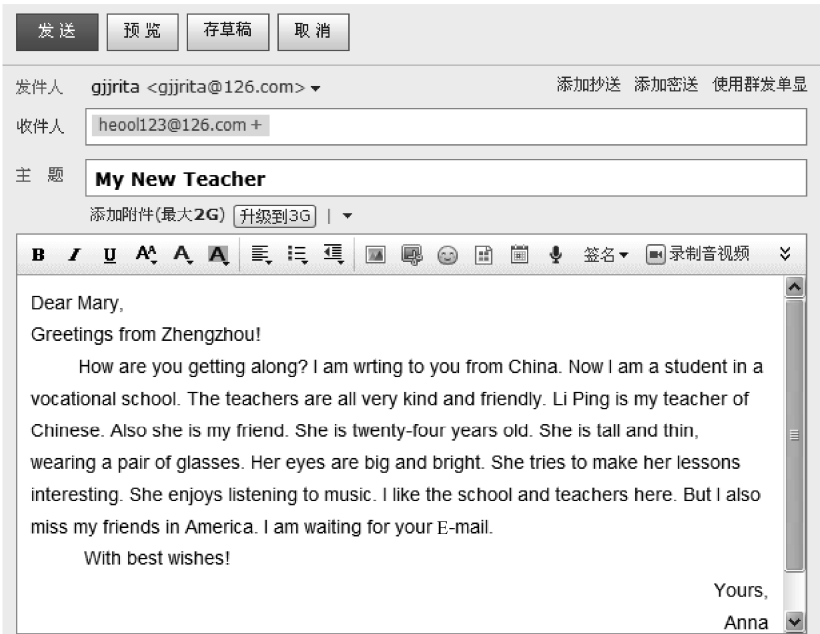 发送 预览 存草稿 取消
发件人 gjjrita <gjjrita@126.com> 添加抄送 添加密送 使用群发单显
收件人 heool123@126.com +
主 题 My New Teacher
添加附件(最大2G) 升级到3G |
B I U A A A 签名 录制音视频
Dear Mary,
Greetings from Zhengzhou!
How are you getting along? I am wrting to you from China. Now I am a student in a
vocational school. The teachers are all very kind and friendly. Li Ping is my teacher of
Chinese. Also she is my friend. She is twenty-four years old. She is tall and thin,
wearing a pair of glasses. Her eyes are big and bright. She tries to make her lessons
interesting. She enjoys listening to music. I like the school and teachers here. But I also
miss my friends in America. I am waiting for your E-mail.
With best wishes!
Yours,
Anna